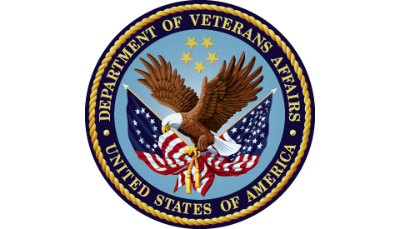 DEPARTMENT OF VETERANS AFFAIRS
UNITED STATES OF AMERICA